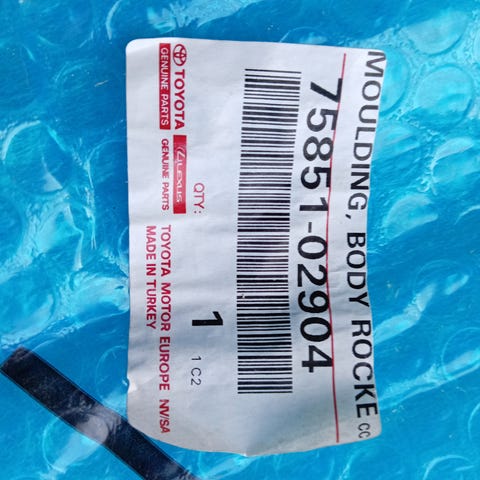 MOULDING, BODY ROCKE CC
75851-02904
QTY: 1
1 C2
TOYOTA
GENUINE PARTS
LEXUS
GENUINE PARTS
TOYOTA MOTOR EUROPE NV/SA
MADE IN TURKEY